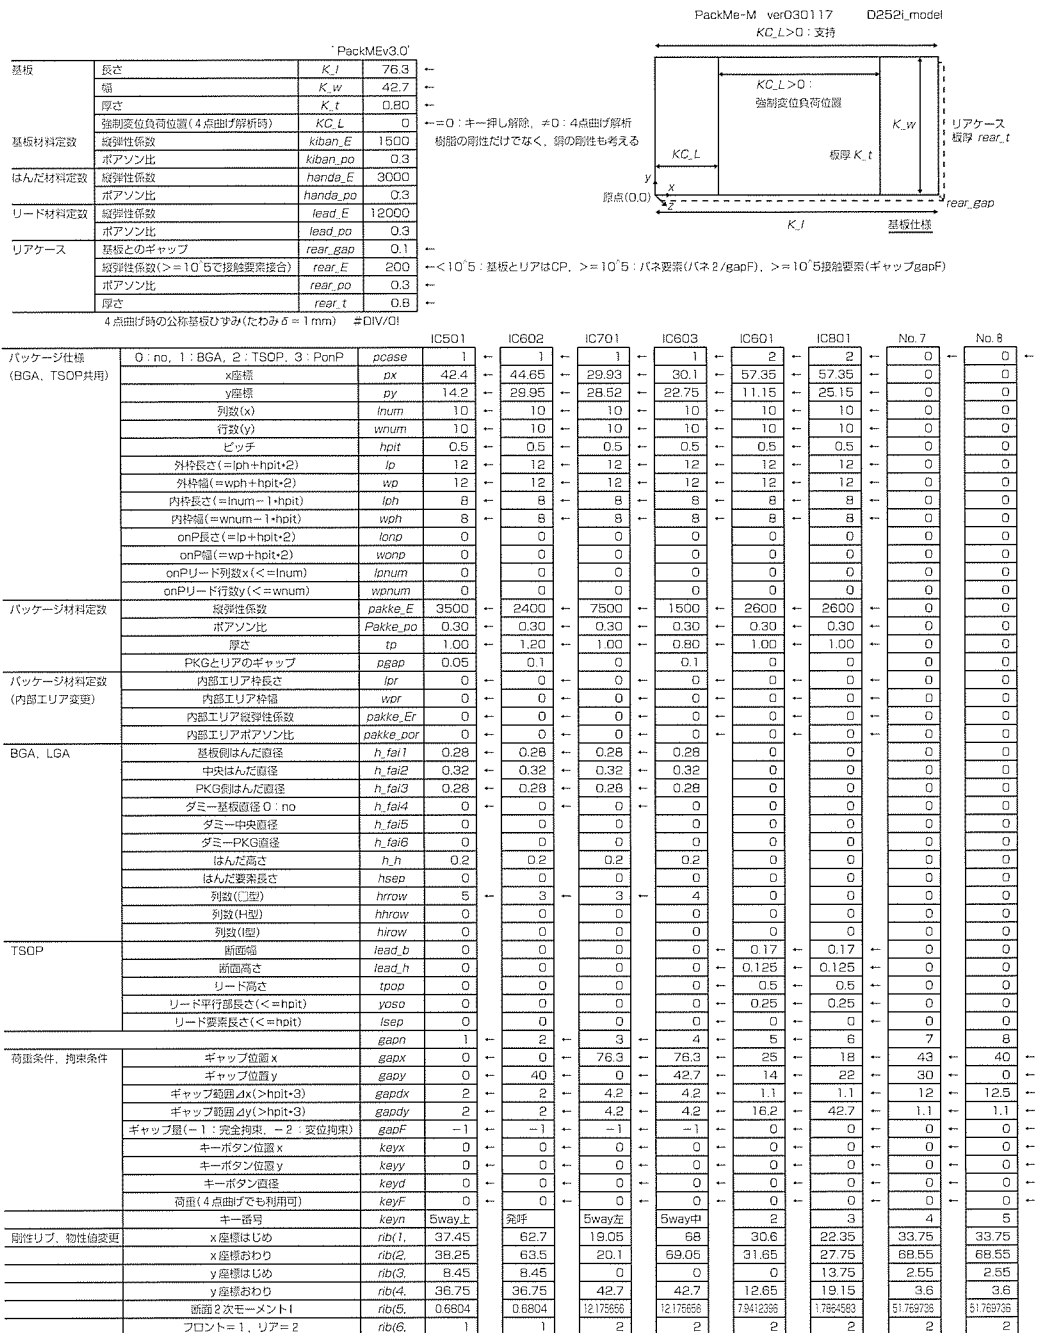 PackMe-M ver030117 D252i_model
KC_L>0：支持
KC_L>0：
強制変位負荷位置
K_w
リアケース
板厚 rear_t
KC_L
板厚 K_t
y
x
z
原点(0,0)
rear_gap
K_l
基板仕様
`PackMEv3.0'
基板 長さ K_l 76.3 ←
幅 K_w 42.7 ←
厚さ K_t 0.80 ←
強制変位負荷位置(4点曲げ解析時) KC_L 0 ←=0：キー押し解除、≠0：4点曲げ解析
基板材料定数 縦弾性係数 kiban_E 1500 樹脂の剛性だけでなく、銅の剛性も考える
ポアソン比 kiban_po 0.3
はんだ材料定数 縦弾性係数 handa_E 3000
ポアソン比 handa_po 0.3
リード材料定数 縦弾性係数 lead_E 12000
ポアソン比 lead_po 0.3
リアケース 基板とのギャップ rear_gap 0.1 ←
縦弾性係数(>=10^5で接触要素接合) rear_E 200 ←<10^5：基板とリアはCP、>=10^5：バネ要素(バネ2/gapF)、>=10^5接触要素(ギャップgapF)
ポアソン比 rear_po 0.3 ←
厚さ rear_t 0.8 ←
4点曲げ時の公称基板ひずみ(たわみδ=1mm) #DIV/0!
IC501 IC602 IC701 IC603 IC601 IC801 No.7 No.8
パッケージ仕様 0：no, 1：BGA, 2：TSOP, 3：PonP pcase 1 ← 1 ← 1 ← 1 ← 2 ← 2 ← 0 ← 0 ←
(BGA、TSOP共用) x座標 px 42.4 ← 44.65 ← 29.93 ← 30.1 ← 57.35 ← 57.35 ← 0 0
y座標 py 14.2 ← 29.95 ← 28.52 ← 22.75 ← 11.15 ← 25.15 ← 0 0
列数(x) lnum 10 ← 10 ← 10 ← 10 ← 10 ← 10 ← 0 0
行数(y) wnum 10 ← 10 ← 10 ← 10 ← 10 ← 10 ← 0 0
ピッチ hpit 0.5 ← 0.5 ← 0.5 ← 0.5 ← 0.5 ← 0.5 ← 0 0
外枠長さ(=lph+hpit*2) lp 12 ← 12 ← 12 ← 12 ← 12 ← 12 ← 0 0
外枠幅(=wph+hpit*2) wp 12 ← 12 ← 12 ← 12 ← 12 ← 12 ← 0 0
内枠長さ(=lnum－1*hpit) lph 8 ← 8 ← 8 ← 8 ← 8 ← 8 ← 0 0
内枠幅(=wnum－1*hpit) wph 8 ← 8 ← 8 ← 8 ← 8 ← 8 ← 0 0
onP長さ(=lp+hpit*2) lonp 0 0 0 0 0 0 0 0
onP幅(=wp+hpit*2) wonp 0 0 0 0 0 0 0 0
onPリード列数x(<=lnum) lpnum 0 0 0 0 0 0 0 0
onPリード行数y(<=wnum) wpnum 0 0 0 0 0 0 0 0
パッケージ材料定数 縦弾性係数 pakke_E 3500 ← 2400 ← 7500 ← 1500 ← 2600 ← 2600 ← 0 0
ポアソン比 Pakke_po 0.30 ← 0.30 ← 0.30 ← 0.30 ← 0.30 ← 0.30 ← 0 0
厚さ tp 1.00 ← 1.20 ← 1.00 ← 0.80 ← 1.00 ← 1.00 ← 0 0
PKGとリアのギャップ pgap 0.05 0.1 0 0.1 0 0 0 0
パッケージ材料定数 内部エリア枠長さ lpr 0 ← 0 ← 0 ← 0 ← 0 ← 0 ← 0 0
(内部エリア変更) 内部エリア枠幅 wpr 0 ← 0 ← 0 ← 0 ← 0 ← 0 ← 0 0
内部エリア縦弾性係数 pakke_Er 0 ← 0 ← 0 ← 0 ← 0 ← 0 ← 0 0
内部エリアポアソン比 pakke_por 0 ← 0 ← 0 ← 0 ← 0 0 0 0
BGA、LGA 基板側はんだ直径 h_fai1 0.28 ← 0.28 ← 0.28 ← 0.28 0 0 0 0
中央はんだ直径 h_fai2 0.32 ← 0.32 ← 0.32 ← 0.32 0 0 0 0
PKG側はんだ直径 h_fai3 0.28 ← 0.28 ← 0.28 ← 0.28 0 0 0 0
ダミー基板直径 0：no h_fai4 0 ← 0 ← 0 ← 0 0 0 0 0
ダミー中央直径 h_fai5 0 0 0 0 0 0 0 0
ダミーPKG直径 h_fai6 0 0 0 0 0 0 0 0
はんだ高さ h_h 0.2 0.2 0.2 0.2 0 0 0 0
はんだ要素長さ hsep 0 0 0 0 0 0 0 0
列数(□型) hrrow 5 ← 3 ← 3 ← 4 0 0 0 0
列数(H型) hhrow 0 0 0 0 0 0 0 0
列数(I型) hirow 0 0 0 0 0 0 0 0
TSOP 断面幅 lead_b 0 0 0 0 ← 0.17 ← 0.17 ← 0 0
断面高さ lead_h 0 0 0 0 ← 0.125 ← 0.125 ← 0 0
リード高さ tpop 0 0 0 0 ← 0.5 ← 0.5 ← 0 0
リード平行部長さ(<=hpit) yoso 0 0 0 0 ← 0.25 ← 0.25 ← 0 0
リード要素長さ(<=hpit) lsep 0 0 0 0 ← 0 ← 0 ← 0 0
gapn 1 ← 2 ← 3 ← 4 ← 5 ← 6 ← 7 8
荷重条件、拘束条件 ギャップ位置x gapx 0 ← 0 ← 76.3 ← 76.3 ← 25 ← 18 ← 43 ← 40 ←
ギャップ位置y gapy 0 ← 40 ← 0 ← 42.7 ← 14 ← 22 ← 30 ← 0 ←
ギャップ範囲⊿x(>hpit*3) gapdx 2 ← 2 ← 4.2 ← 4.2 ← 1.1 ← 1.1 ← 12 ← 12.5 ←
ギャップ範囲⊿y(>hpit*3) gapdy 2 ← 2 ← 4.2 ← 4.2 ← 16.2 ← 42.7 ← 1.1 ← 1.1 ←
ギャップ量(－1：完全拘束、－2：変位拘束) gapF －1 ← －1 ← －1 ← －1 ← 0 ← 0 ← 0 ← 0 ←
キーボタン位置x keyx 0 ← 0 ← 0 ← 0 ← 0 ← 0 ← 0 ← 0 ←
キーボタン位置y keyy 0 ← 0 ← 0 ← 0 ← 0 ← 0 ← 0 ← 0 ←
キーボタン直径 keyd 0 ← 0 ← 0 ← 0 ← 0 ← 0 ← 0 ← 0 ←
荷重(4点曲げでも利用可) keyF 0 ← 0 ← 0 ← 0 ← 0 ← 0 ← 0 ← 0 ←
キー番号 keyn 5way上 発呼 5way左 5way中 2 3 4 5
剛性リブ、物性値変更 x座標はじめ rib(1, 37.45 62.7 19.05 68 30.6 22.35 33.75 33.75
x座標おわり rib(2, 38.25 63.5 20.1 69.05 31.65 27.75 68.55 68.55
y座標はじめ rib(3, 8.45 8.45 0 0 0 13.75 2.55 2.55
y座標おわり rib(4, 36.75 36.75 42.7 42.7 12.65 19.15 3.6 3.6
断面2次モーメントI rib(5, 0.6804 0.6804 12.175656 12.175656 7.9412396 1.7864583 51.769736 51.769736
フロント=1、リア=2 rib(6, 1 1 2 2 2 2 2 2